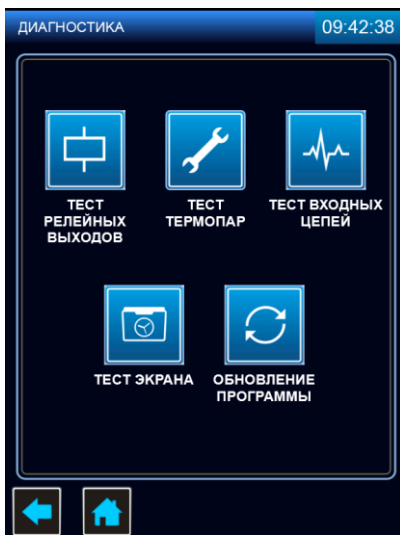 ДИАГНОСТИКА 09:42:38
ТЕСТ
РЕЛЕЙНЫХ
ВЫХОДОВ
ТЕСТ
ТЕРМОПАР
ТЕСТ ВХОДНЫХ
ЦЕПЕЙ
ТЕСТ ЭКРАНА
ОБНОВЛЕНИЕ
ПРОГРАММЫ